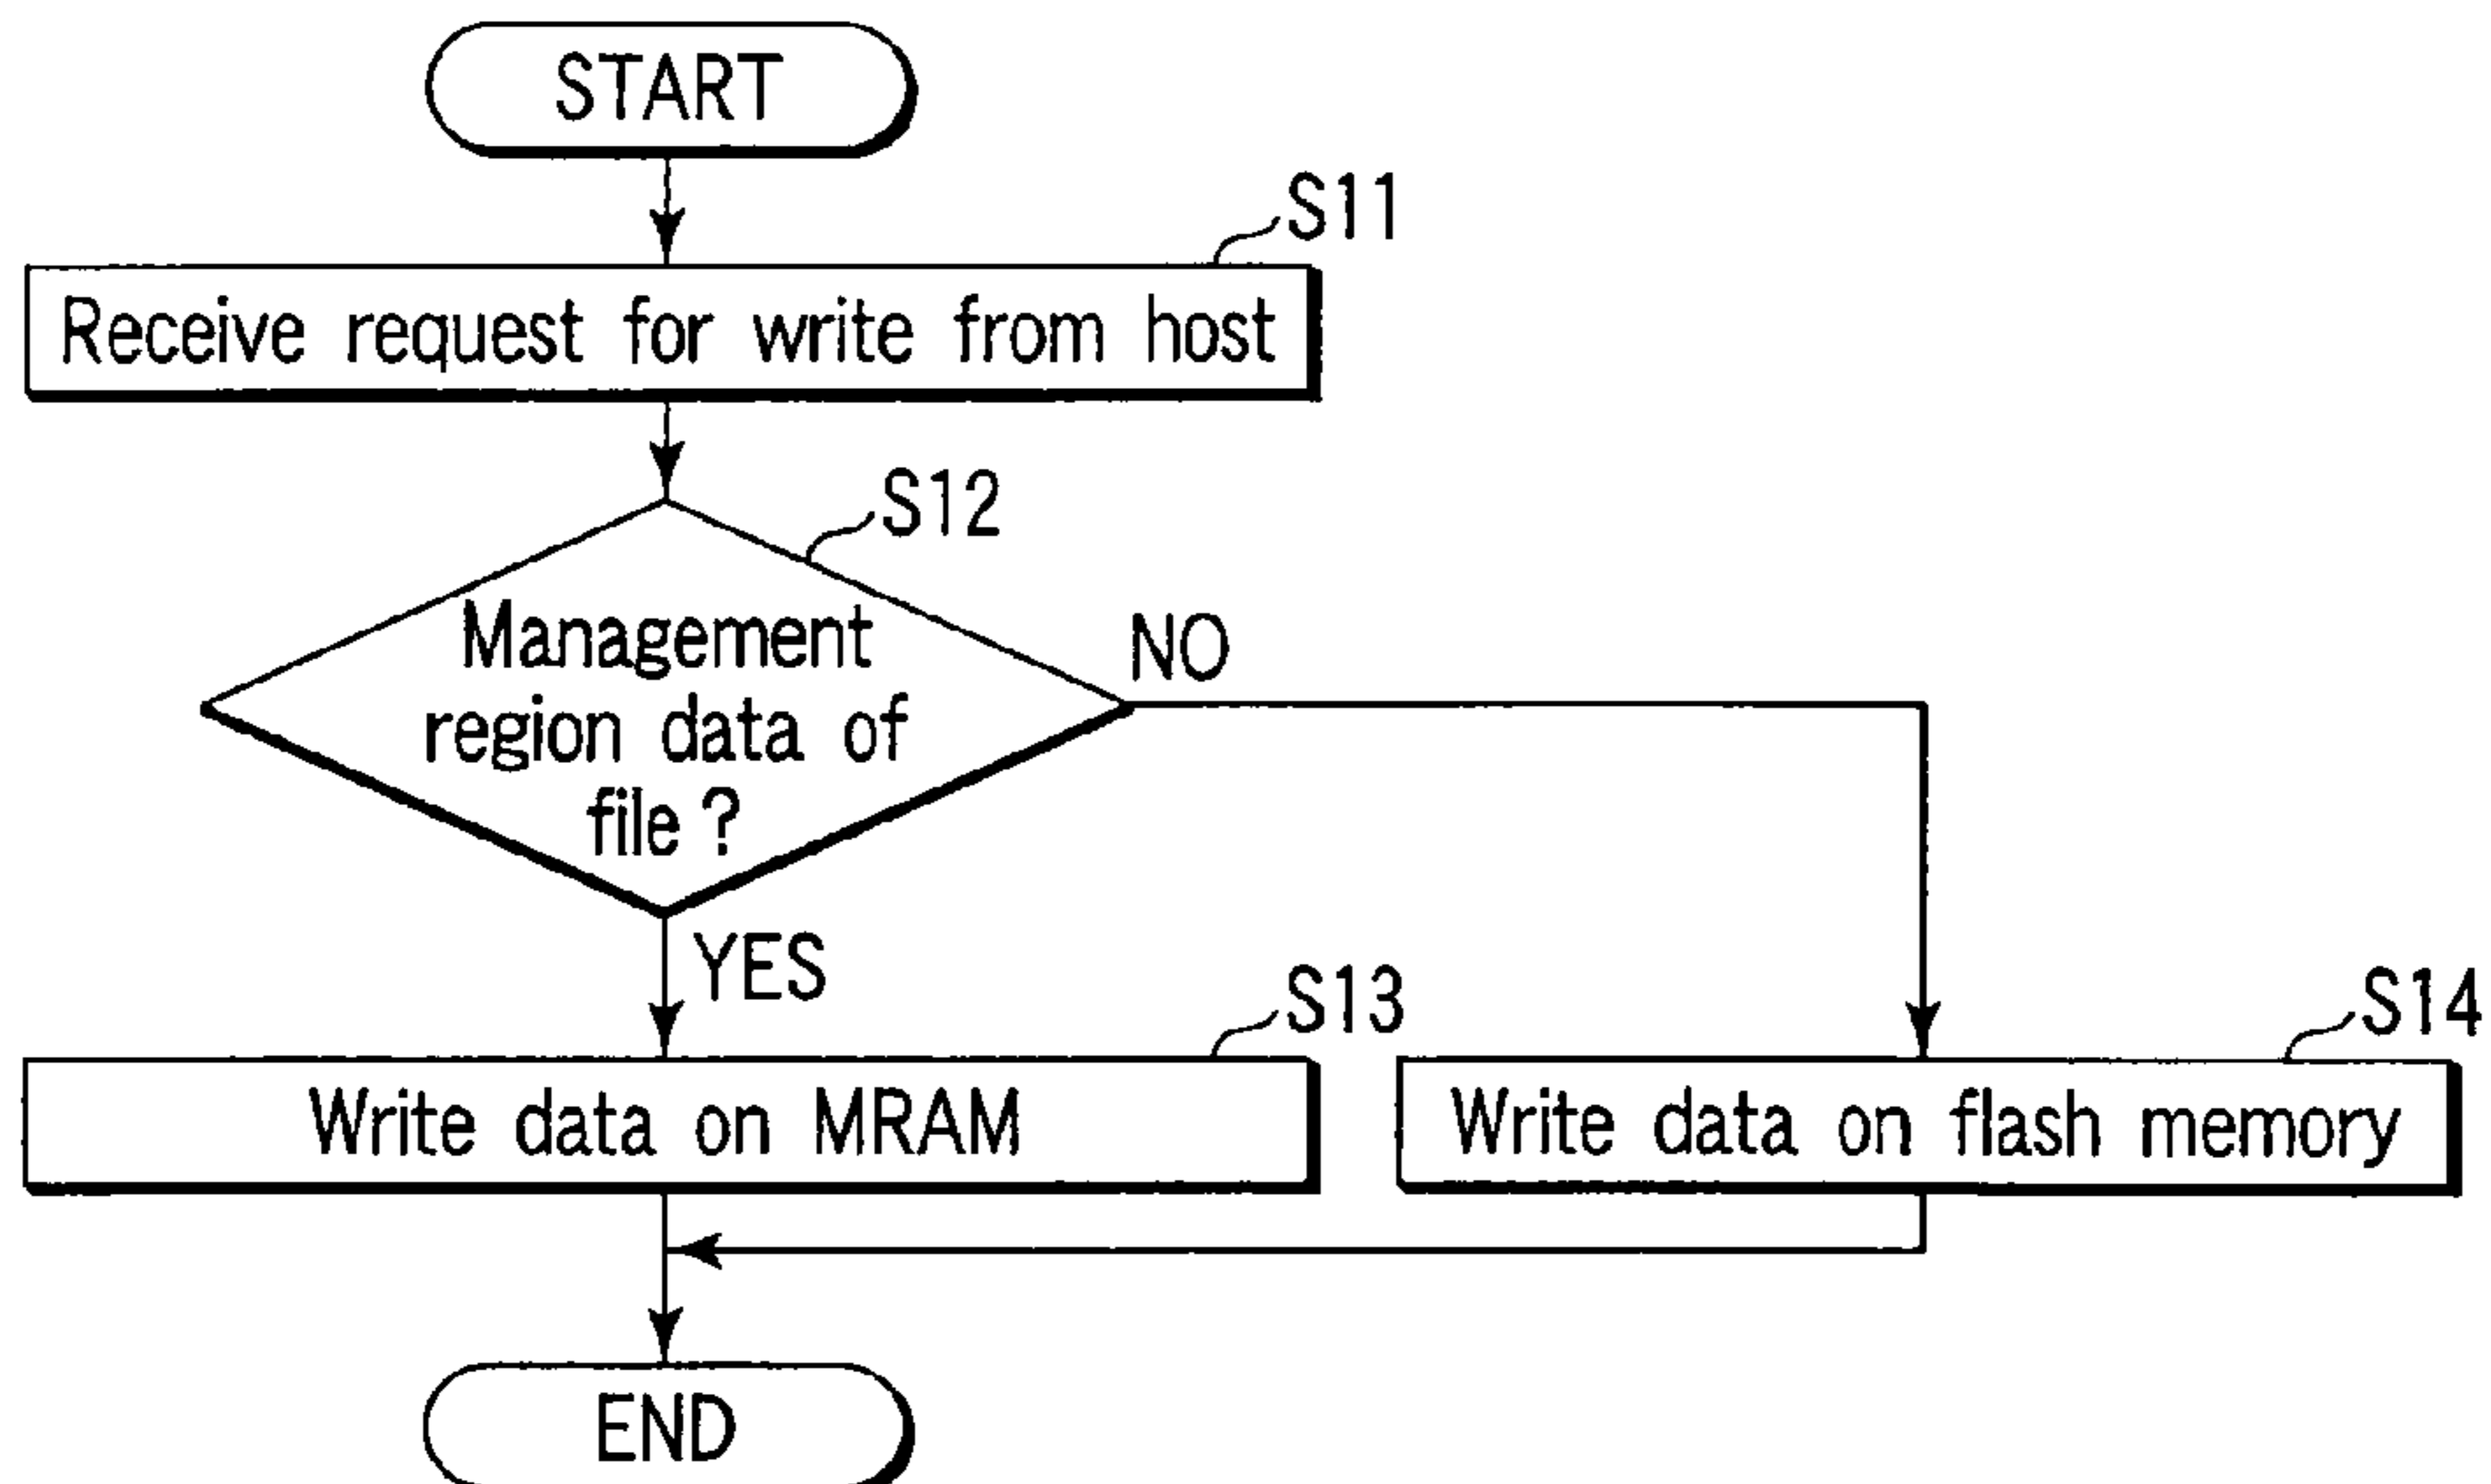 START
S11
Receive request for write from host
S12
Management
region data of
file ?
NO
YES
S13
Write data on MRAM
S14
Write data on flash memory
END